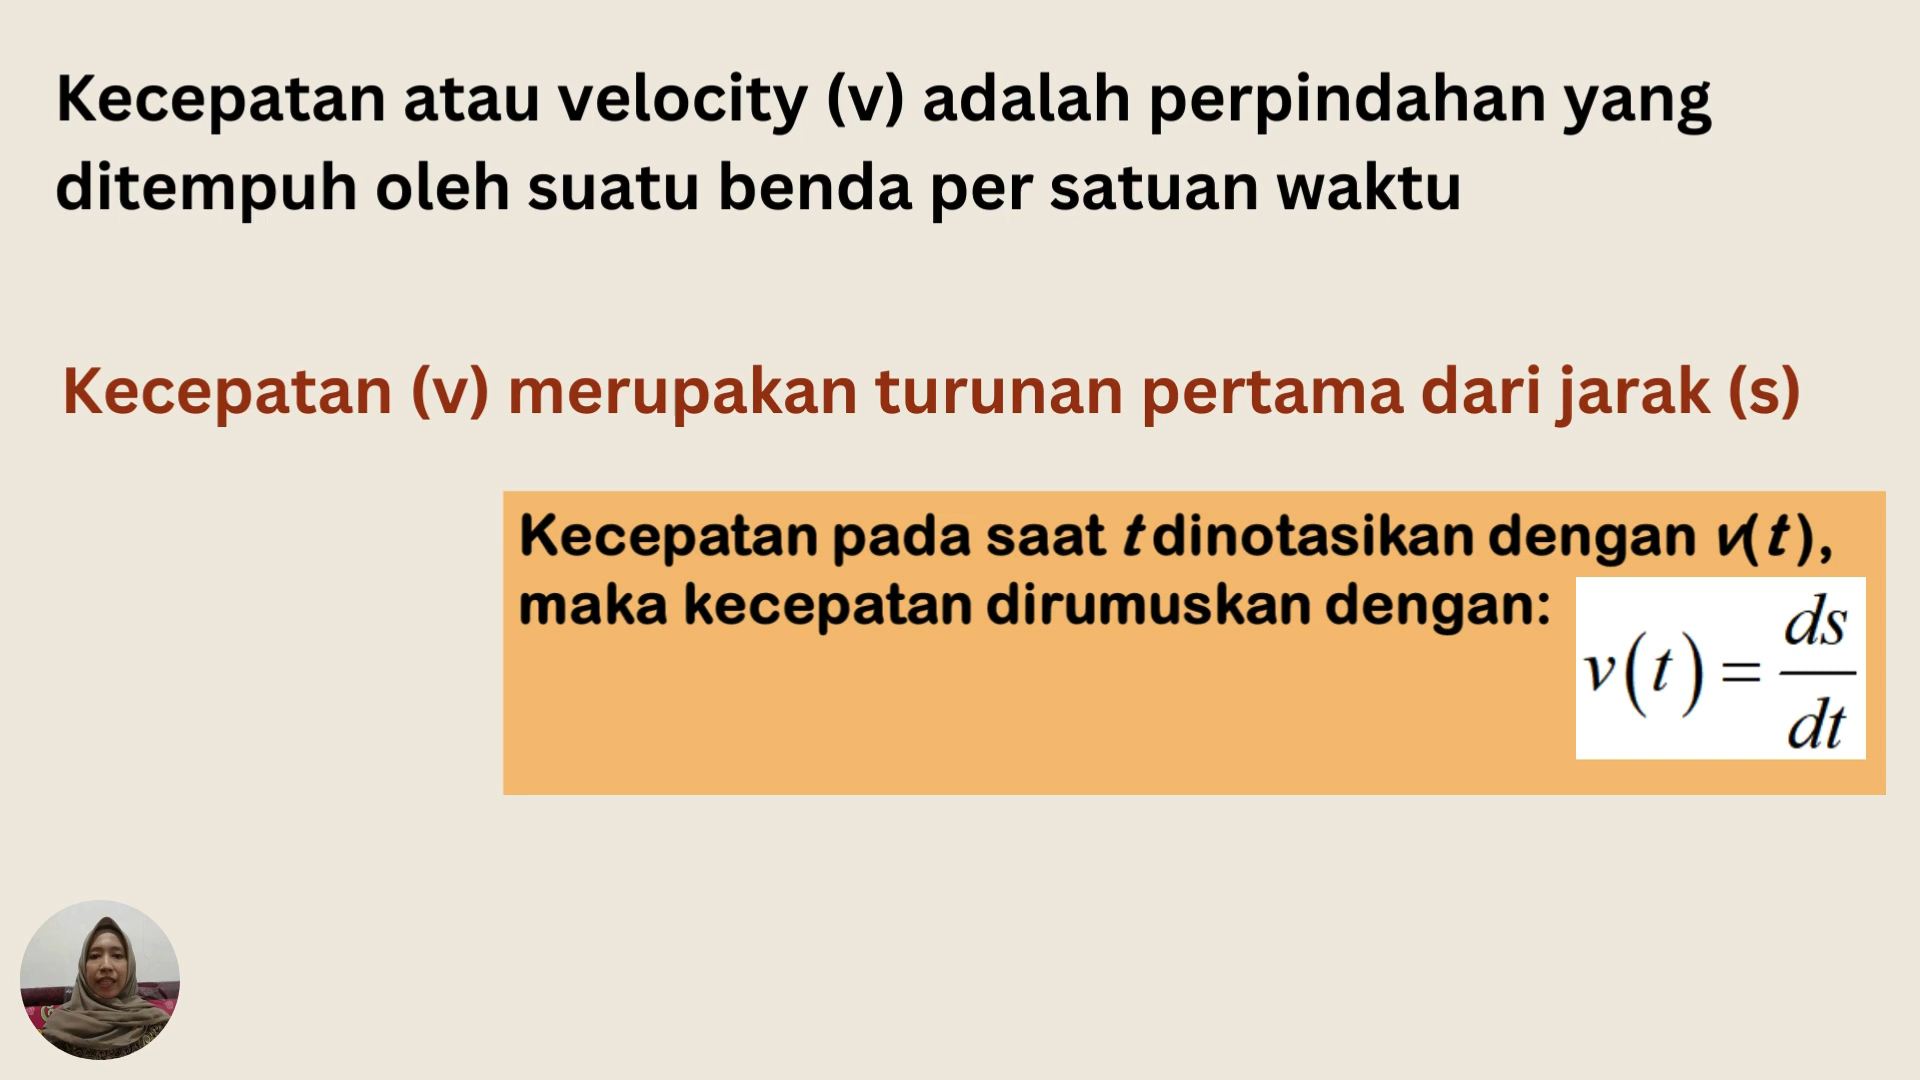 Kecepatan atau velocity (v) adalah perpindahan yang
ditempuh oleh suatu benda per satuan waktu
Kecepatan (v) merupakan turunan pertama dari jarak (s)
Kecepatan pada saat t dinotasikan dengan v(t),
maka kecepatan dirumuskan dengan:
v(t) = ds/dt